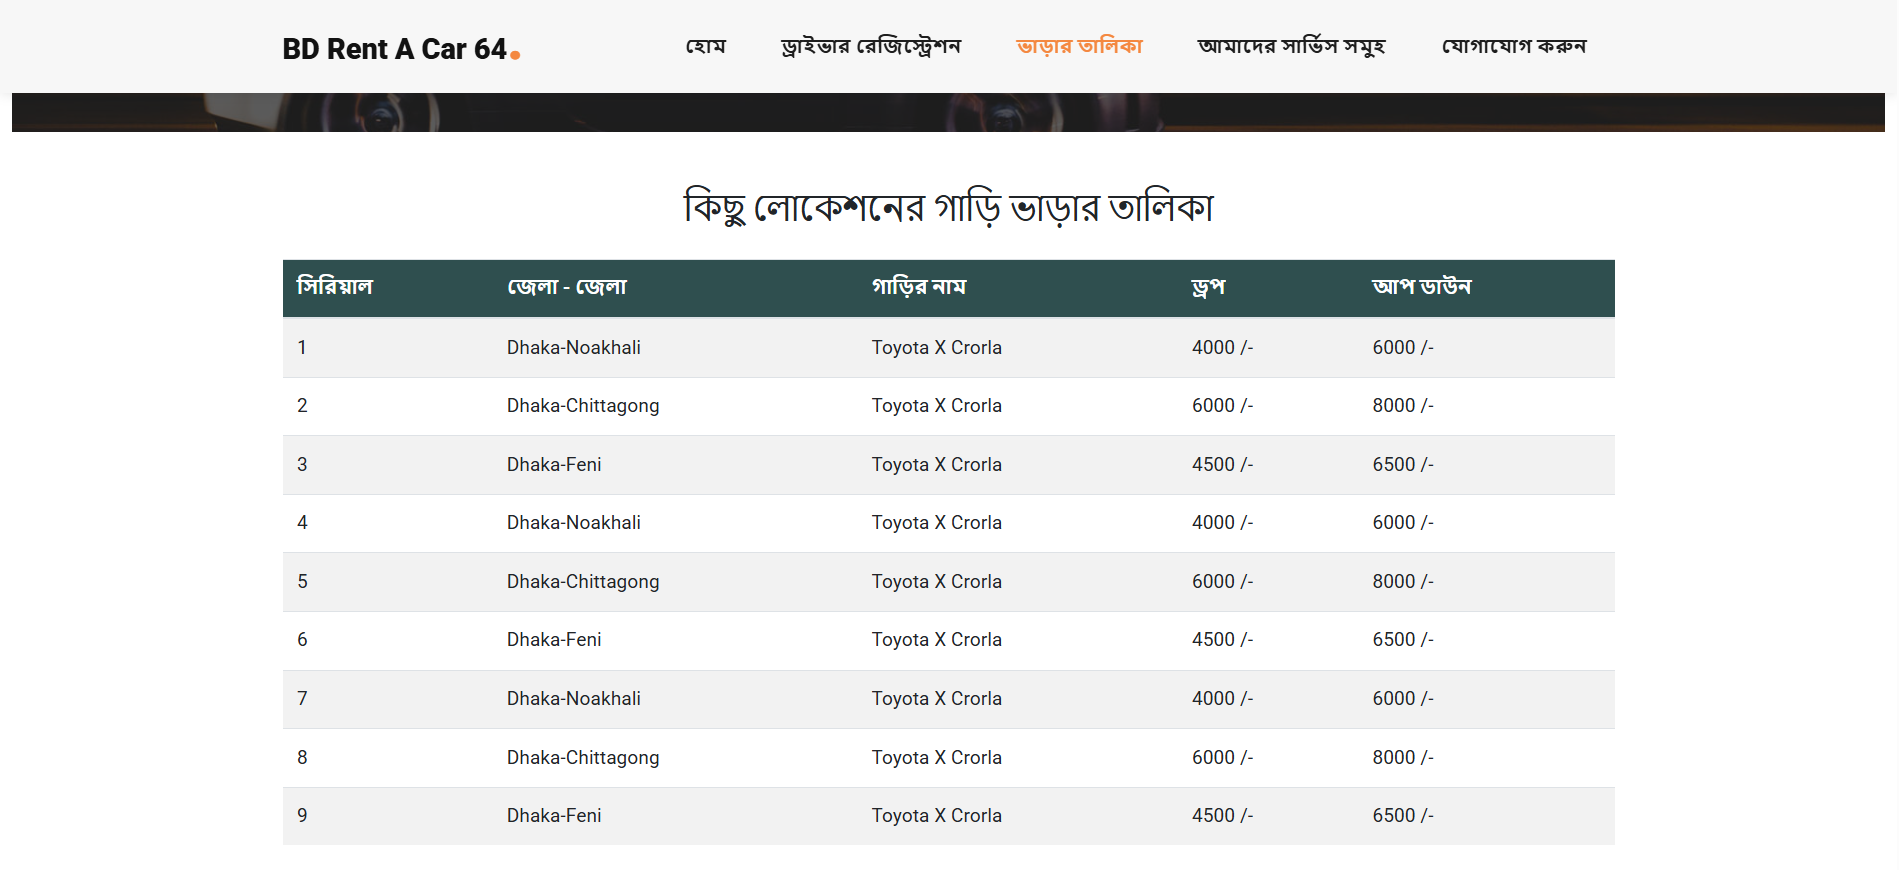 BD Rent A Car 64. হোম ড্রাইভার রেজিস্ট্রেশন ভাড়ার তালিকা আমাদের সার্ভিস সমুহ যোগাযোগ করুন
কিছু লোকেশনের গাড়ি ভাড়ার তালিকা
সিরিয়াল জেলা - জেলা গাড়ির নাম ড্রপ আপ ডাউন
1 Dhaka-Noakhali Toyota X Crorla 4000 /- 6000 /-
2 Dhaka-Chittagong Toyota X Crorla 6000 /- 8000 /-
3 Dhaka-Feni Toyota X Crorla 4500 /- 6500 /-
4 Dhaka-Noakhali Toyota X Crorla 4000 /- 6000 /-
5 Dhaka-Chittagong Toyota X Crorla 6000 /- 8000 /-
6 Dhaka-Feni Toyota X Crorla 4500 /- 6500 /-
7 Dhaka-Noakhali Toyota X Crorla 4000 /- 6000 /-
8 Dhaka-Chittagong Toyota X Crorla 6000 /- 8000 /-
9 Dhaka-Feni Toyota X Crorla 4500 /- 6500 /-